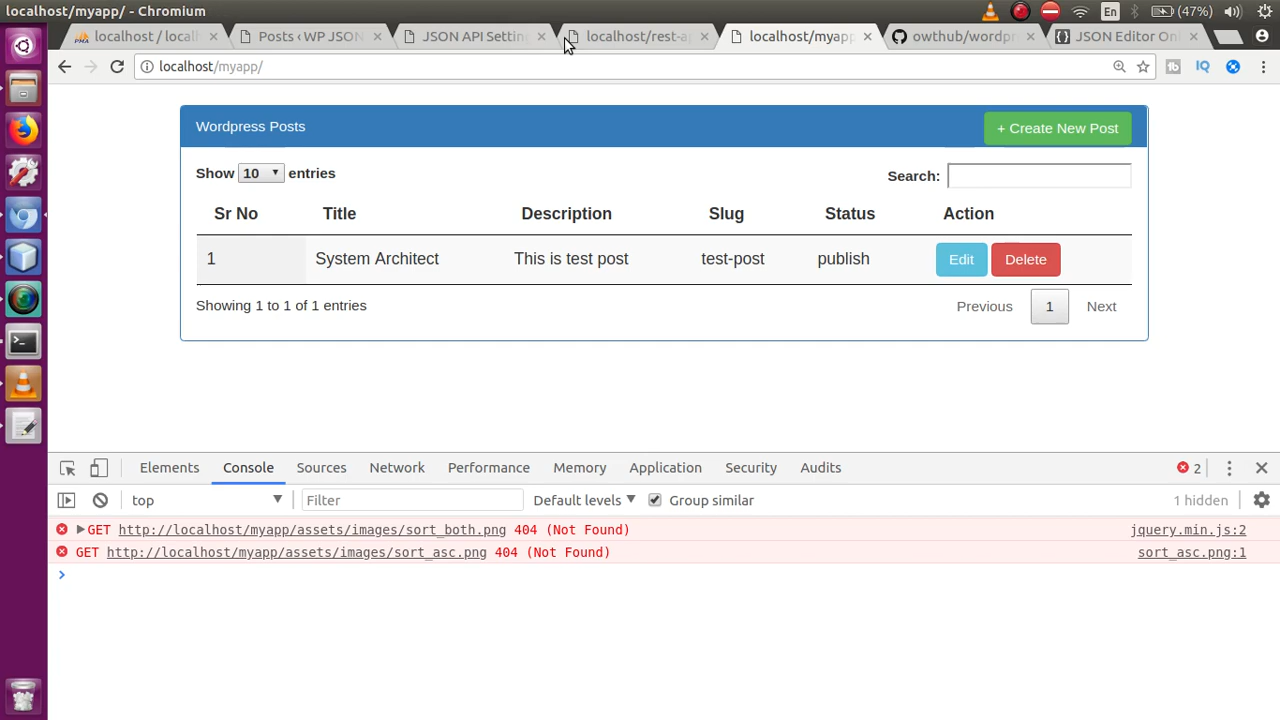 localhost/myapp/ - Chromium
En
(47%)
PMA
localhost / local
Posts ‹ WP JSON
JSON API Settin
localhost/rest-a
localhost/myapp
owthub/wordpr
JSON Editor Onl
localhost/myapp/
IQ
Wordpress Posts
+ Create New Post
Show 10 entries
Search:
Sr No Title Description Slug Status Action
1 System Architect This is test post test-post publish Edit Delete
Showing 1 to 1 of 1 entries
Previous 1 Next
Elements Console Sources Network Performance Memory Application Security Audits 2
top Filter Default levels Group similar 1 hidden
GET http://localhost/myapp/assets/images/sort_both.png 404 (Not Found) jquery.min.js:2
GET http://localhost/myapp/assets/images/sort_asc.png 404 (Not Found) sort_asc.png:1